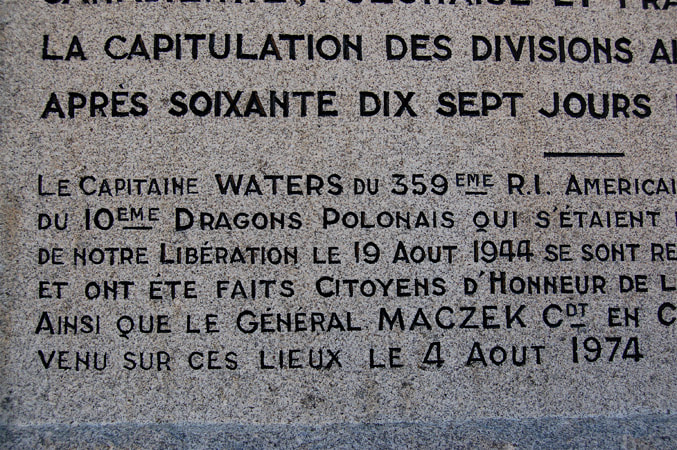 LA CAPITULATION DES DIVISIONS
APRÈS SOIXANTE DIX SEPT JOURS
LE CAPITAINE WATERS DU 359ÈME R.I. AMERICAI
DU 10ÈME DRAGONS POLONAIS QUI S'ÉTAIENT
DE NOTRE LIBÉRATION LE 19 AOUT 1944 SE SONT RE
ET ONT ÉTÉ FAITS CITOYENS D'HONNEUR DE L
AINSI QUE LE GÉNÉRAL MACZEK CDT EN C
VENU SUR CES LIEUX LE 4 AOUT 1974